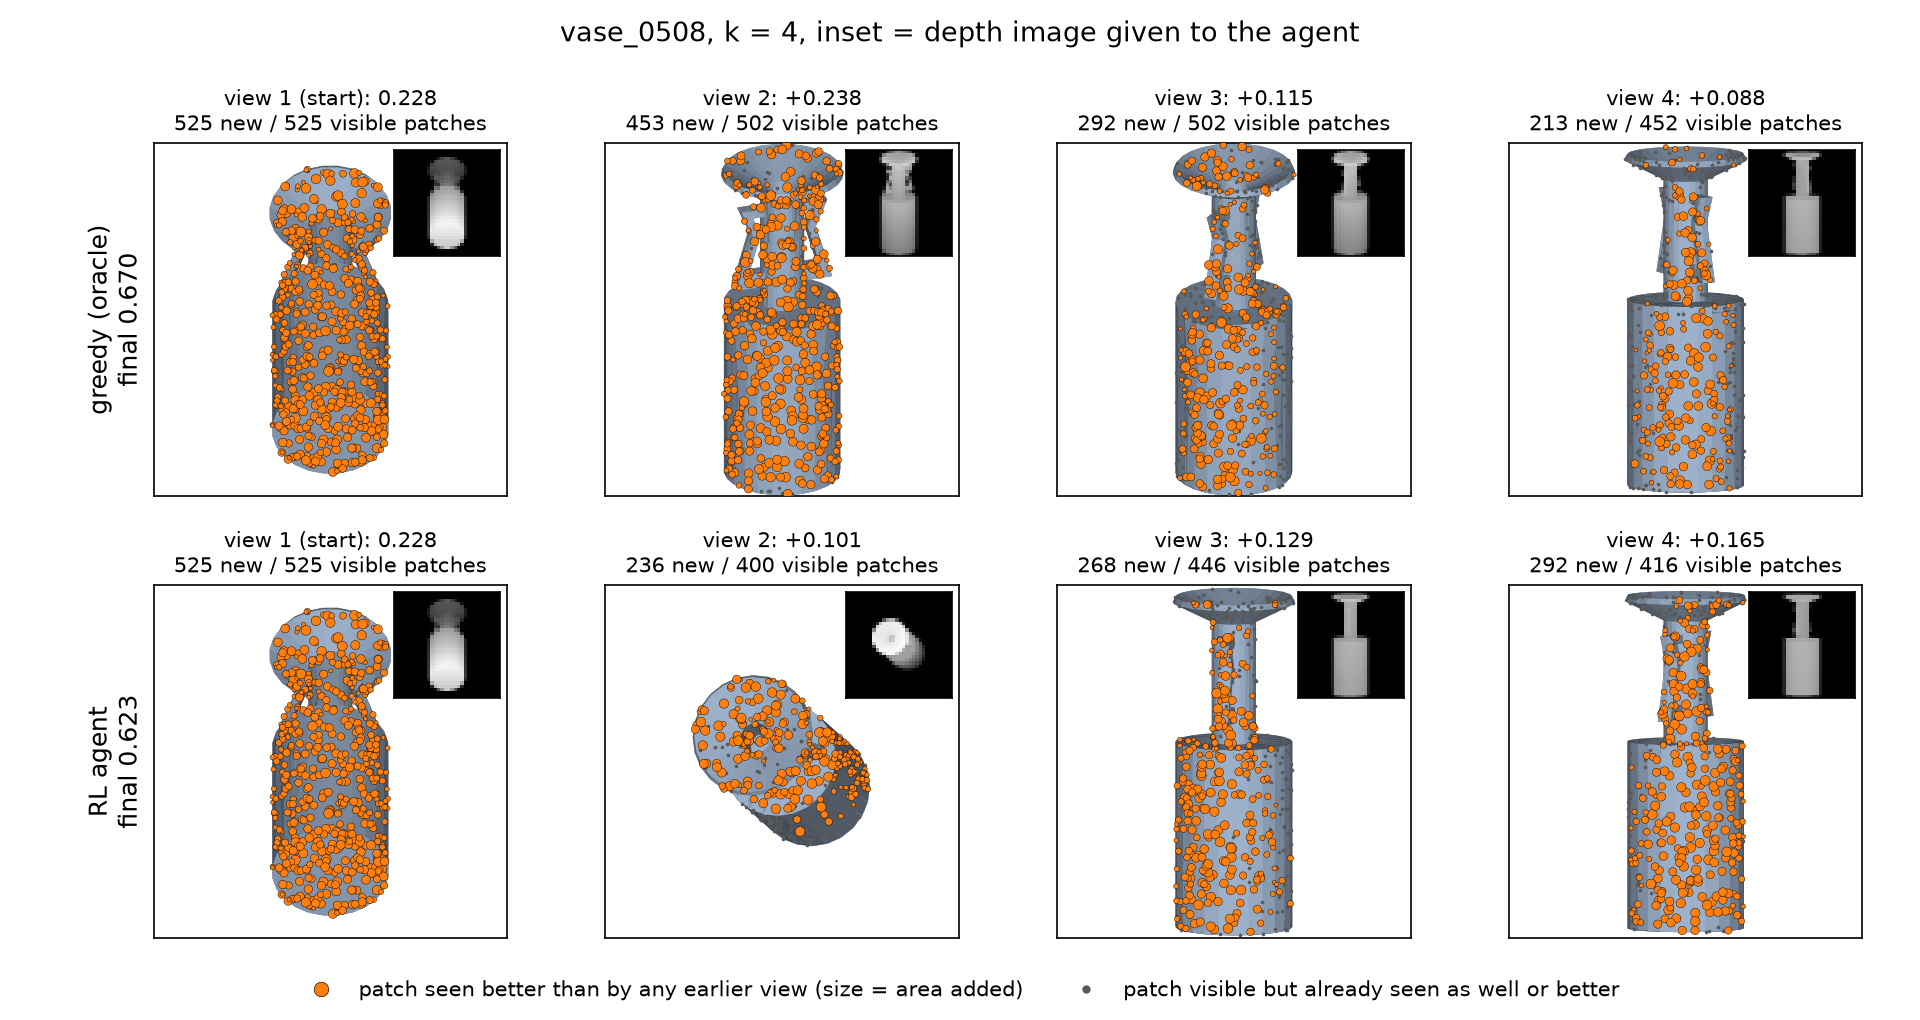 vase_0508, k = 4, inset = depth image given to the agent
view 1 (start): 0.228
525 new / 525 visible patches
view 2: +0.238
453 new / 502 visible patches
view 3: +0.115
292 new / 502 visible patches
view 4: +0.088
213 new / 452 visible patches
greedy (oracle)
final 0.670
view 1 (start): 0.228
525 new / 525 visible patches
view 2: +0.101
236 new / 400 visible patches
view 3: +0.129
268 new / 446 visible patches
view 4: +0.165
292 new / 416 visible patches
RL agent
final 0.623
patch seen better than by any earlier view (size = area added)
patch visible but already seen as well or better